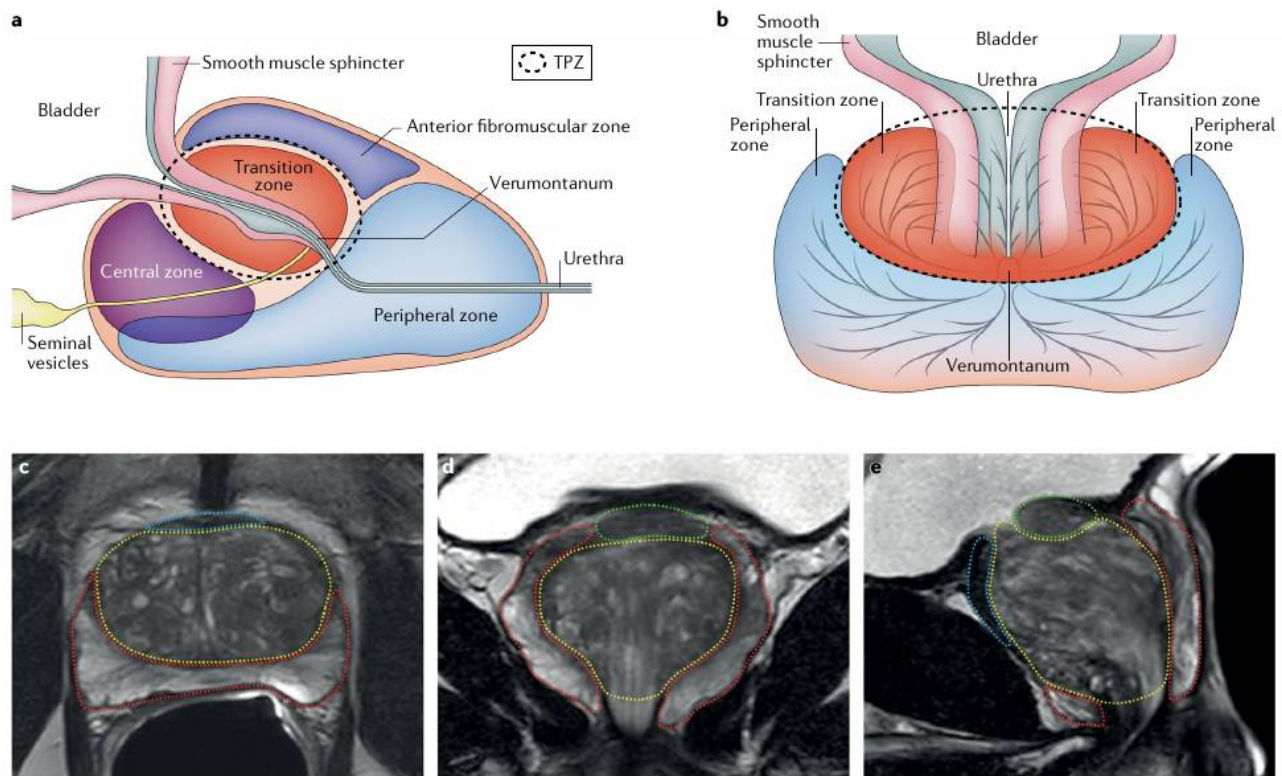 a
Smooth muscle sphincter
TPZ
Bladder
Anterior fibromuscular zone
Transition
zone
Verumontanum
Central zone
Urethra
Peripheral zone
Seminal
vesicles
b
Smooth
muscle
sphincter
Bladder
Urethra
Transition zone
Transition zone
Peripheral
zone
Peripheral
zone
Verumontanum
c
d
e